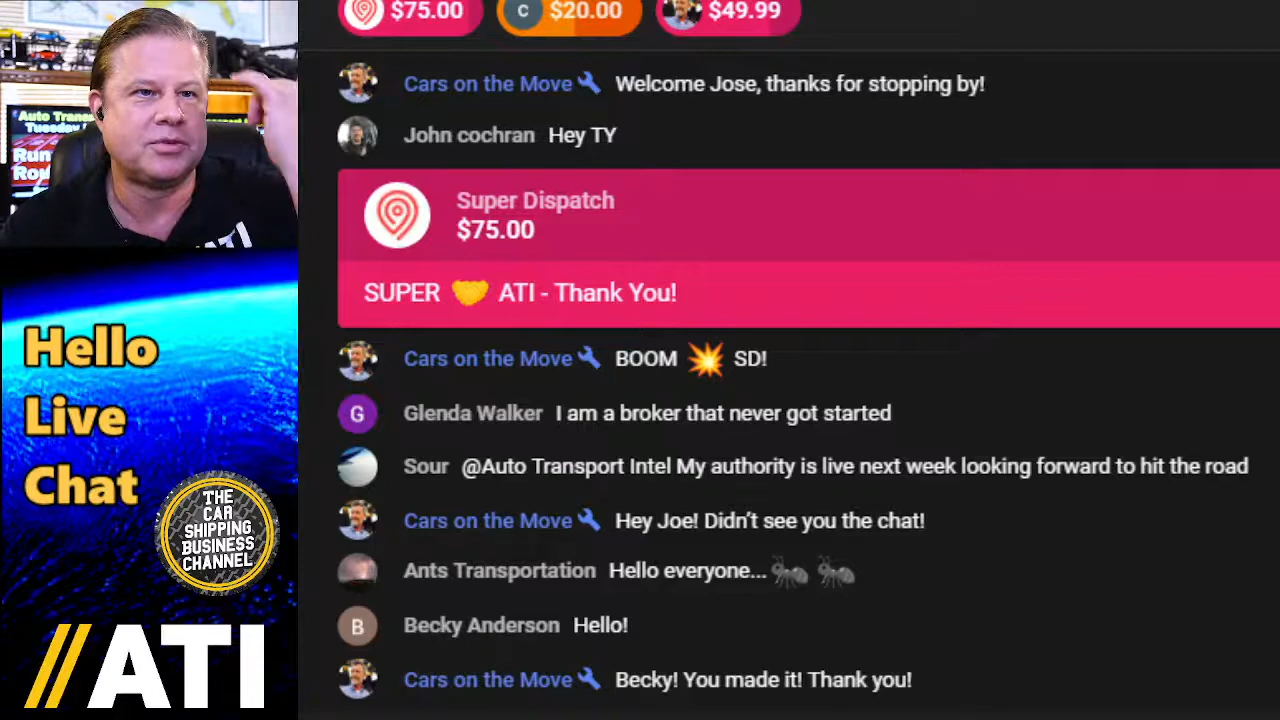 $75.00
C $20.00
$49.99
Cars on the Move Welcome Jose, thanks for stopping by!
John cochran Hey TY
Super Dispatch
$75.00
SUPER 🤝 ATI - Thank You!
Cars on the Move BOOM 💥 SD!
G Glenda Walker I am a broker that never got started
Sour @Auto Transport Intel My authority is live next week looking forward to hit the road
Cars on the Move Hey Joe! Didn’t see you the chat!
Ants Transportation Hello everyone... 🐜 🐜
B Becky Anderson Hello!
Cars on the Move Becky! You made it! Thank you!
Auto
Tuesday
Run
ATI
Hello
Live
Chat
THE
CAR
SHIPPING
BUSINESS
CHANNEL
//ATI